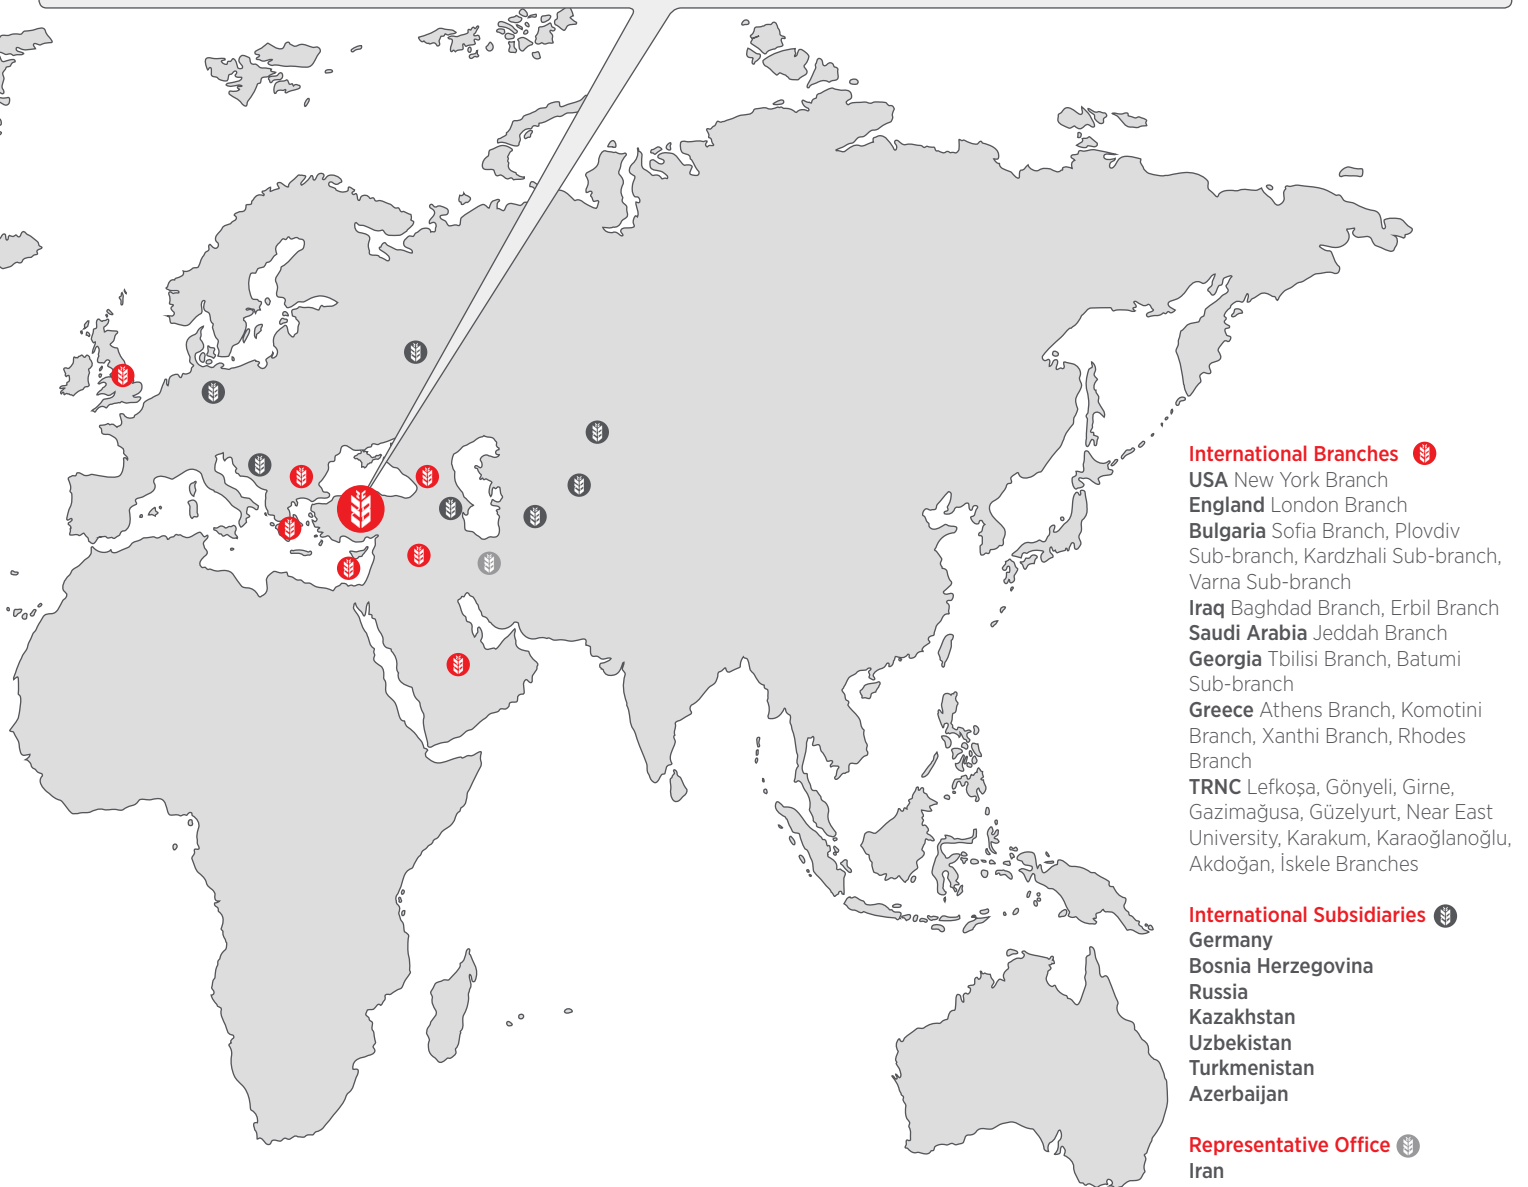 International Branches
USA New York Branch
England London Branch
Bulgaria Sofia Branch, Plovdiv
Sub-branch, Kardzhali Sub-branch,
Varna Sub-branch
Iraq Baghdad Branch, Erbil Branch
Saudi Arabia Jeddah Branch
Georgia Tbilisi Branch, Batumi
Sub-branch
Greece Athens Branch, Komotini
Branch, Xanthi Branch, Rhodes
Branch
TRNC Lefkoşa, Gönyeli, Girne,
Gazimağusa, Güzelyurt, Near East
University, Karakum, Karaoğlanoğlu,
Akdoğan, İskele Branches
International Subsidiaries
Germany
Bosnia Herzegovina
Russia
Kazakhstan
Uzbekistan
Turkmenistan
Azerbaijan
Representative Office
Iran